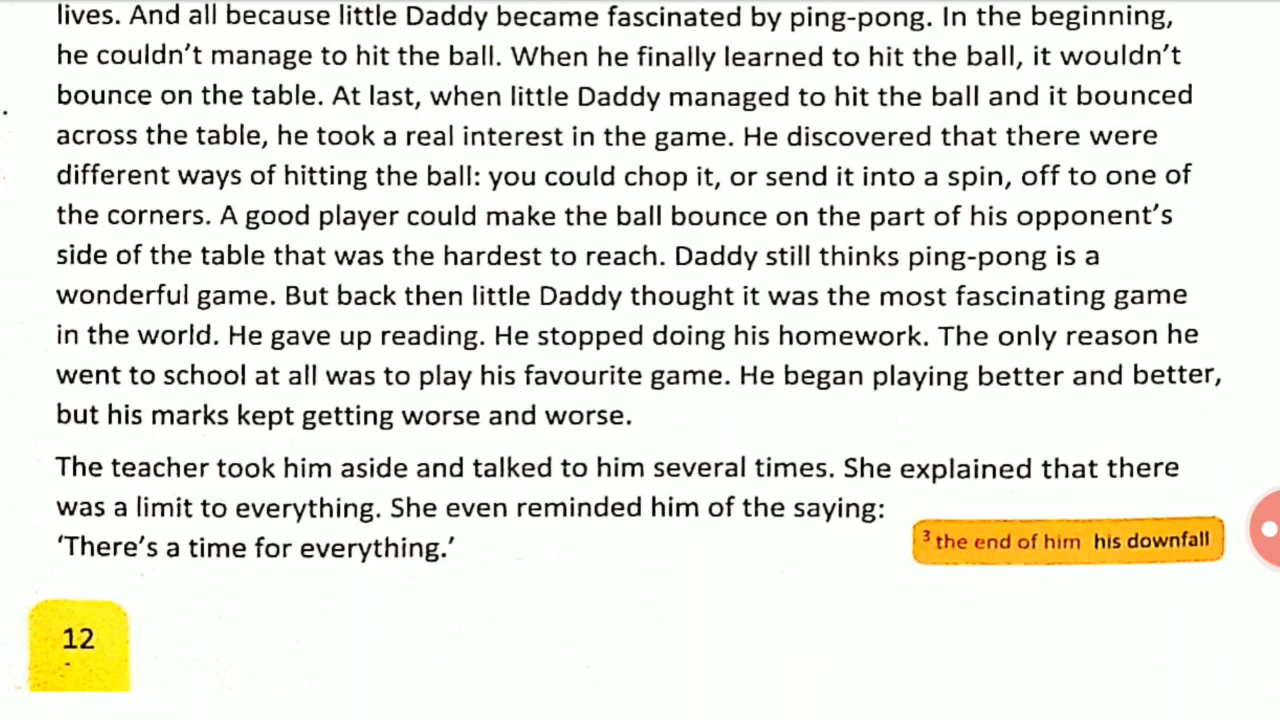 lives. And all because little Daddy became fascinated by ping-pong. In the beginning,
he couldn’t manage to hit the ball. When he finally learned to hit the ball, it wouldn’t
bounce on the table. At last, when little Daddy managed to hit the ball and it bounced
across the table, he took a real interest in the game. He discovered that there were
different ways of hitting the ball: you could chop it, or send it into a spin, off to one of
the corners. A good player could make the ball bounce on the part of his opponent’s
side of the table that was the hardest to reach. Daddy still thinks ping-pong is a
wonderful game. But back then little Daddy thought it was the most fascinating game
in the world. He gave up reading. He stopped doing his homework. The only reason he
went to school at all was to play his favourite game. He began playing better and better,
but his marks kept getting worse and worse.
The teacher took him aside and talked to him several times. She explained that there
was a limit to everything. She even reminded him of the saying:
‘There’s a time for everything.’
³ the end of him his downfall
12